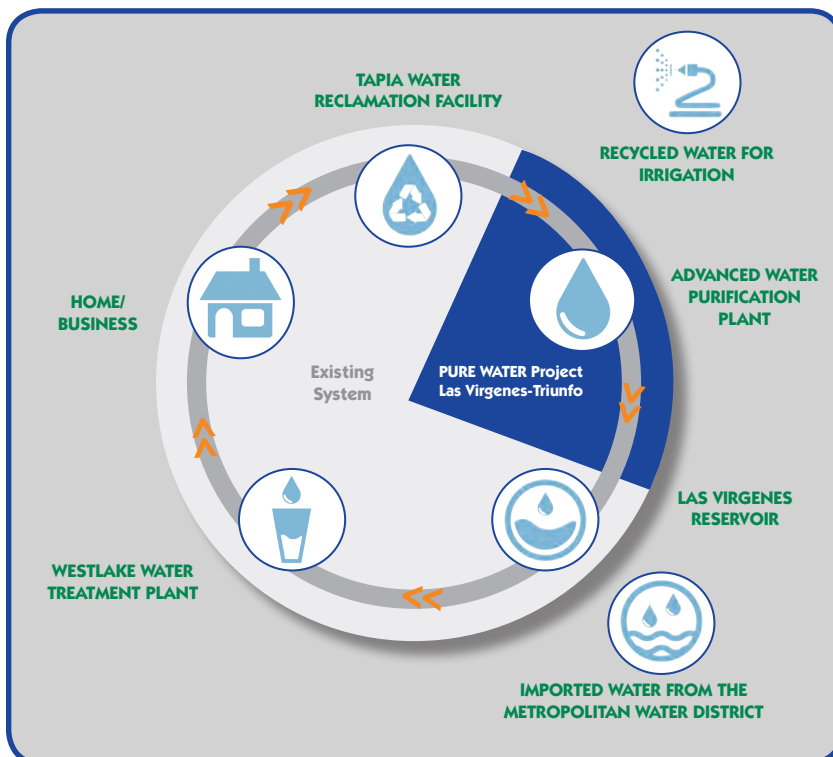 TAPIA WATER
RECLAMATION FACILITY
RECYCLED WATER FOR
IRRIGATION
ADVANCED WATER
PURIFICATION
PLANT
HOME/
BUSINESS
Existing
System
PURE WATER Project
Las Virgenes-Triunfo
LAS VIRGENES
RESERVOIR
WESTLAKE WATER
TREATMENT PLANT
IMPORTED WATER FROM THE
METROPOLITAN WATER DISTRICT